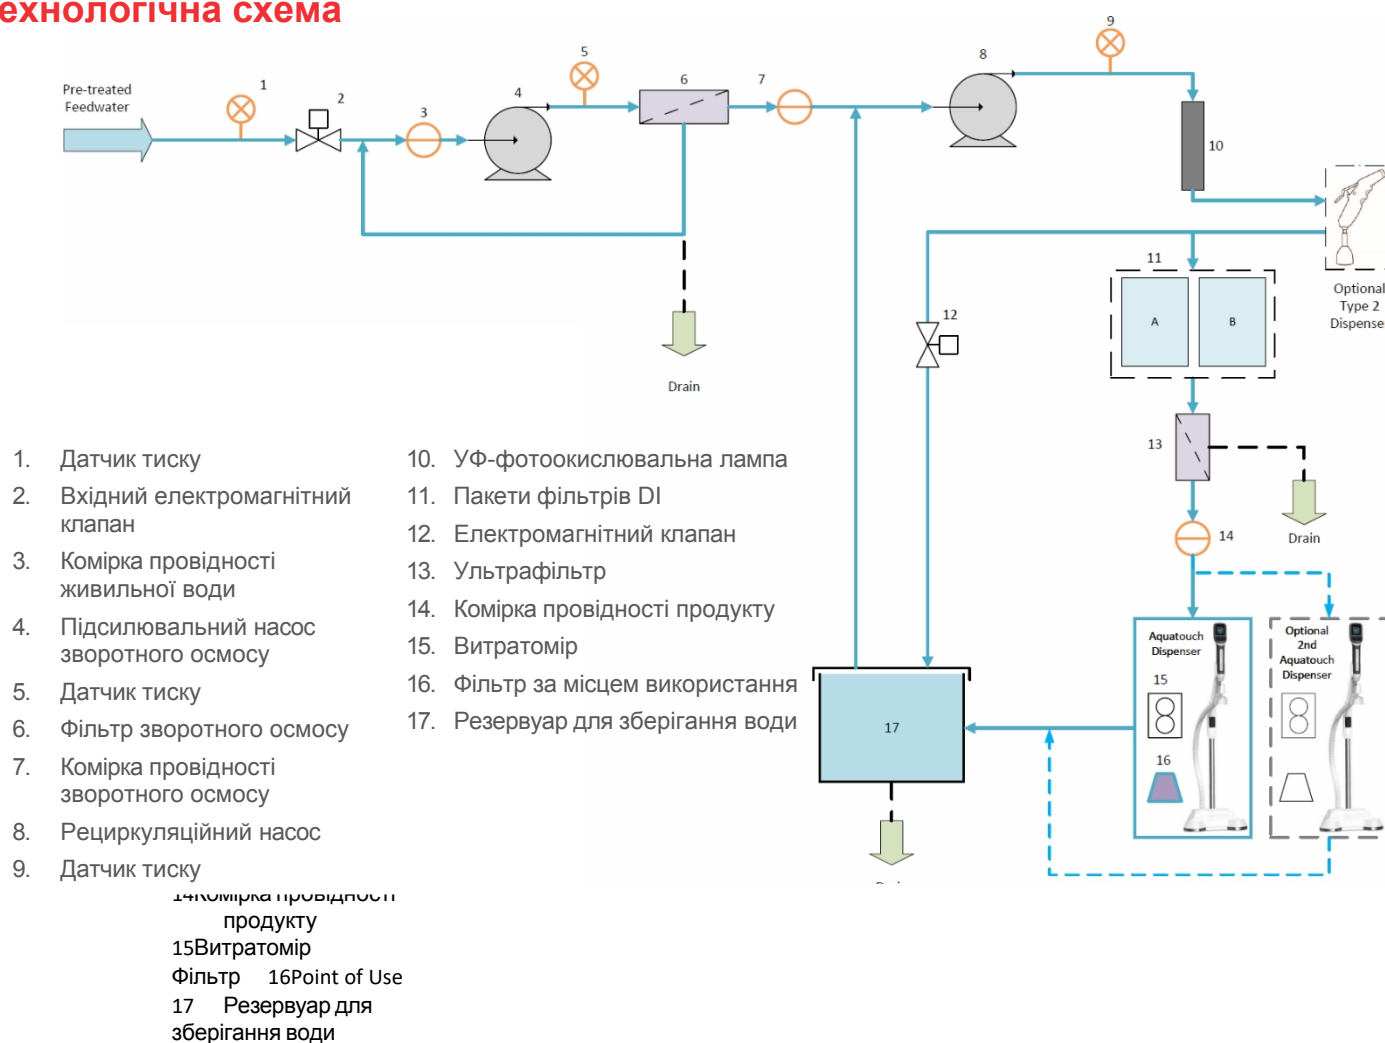 ехнологічна схема
Pre-treated
Feedwater
1
2
3
4
5
6
7
8
9
10
Optional
Type 2
Dispense
11
A
B
12
Drain
13
14
Drain
Aquatouch
Dispenser
15
16
Optional
2nd
Aquatouch
Dispenser
17
1. Датчик тиску
2. Вхідний електромагнітний
клапан
3. Комірка провідності
живильної води
4. Підсилювальний насос
зворотного осмосу
5. Датчик тиску
6. Фільтр зворотного осмосу
7. Комірка провідності
зворотного осмосу
8. Рециркуляційний насос
9. Датчик тиску
10. УФ-фотоокислювальна лампа
11. Пакети фільтрів DI
12. Електромагнітний клапан
13. Ультрафільтр
14. Комірка провідності продукту
15. Витратомір
16. Фільтр за місцем використання
17. Резервуар для зберігання води
14Комірка провідності
продукту
15Витратомір
Фільтр 16Point of Use
17 Резервуар для
зберігання води